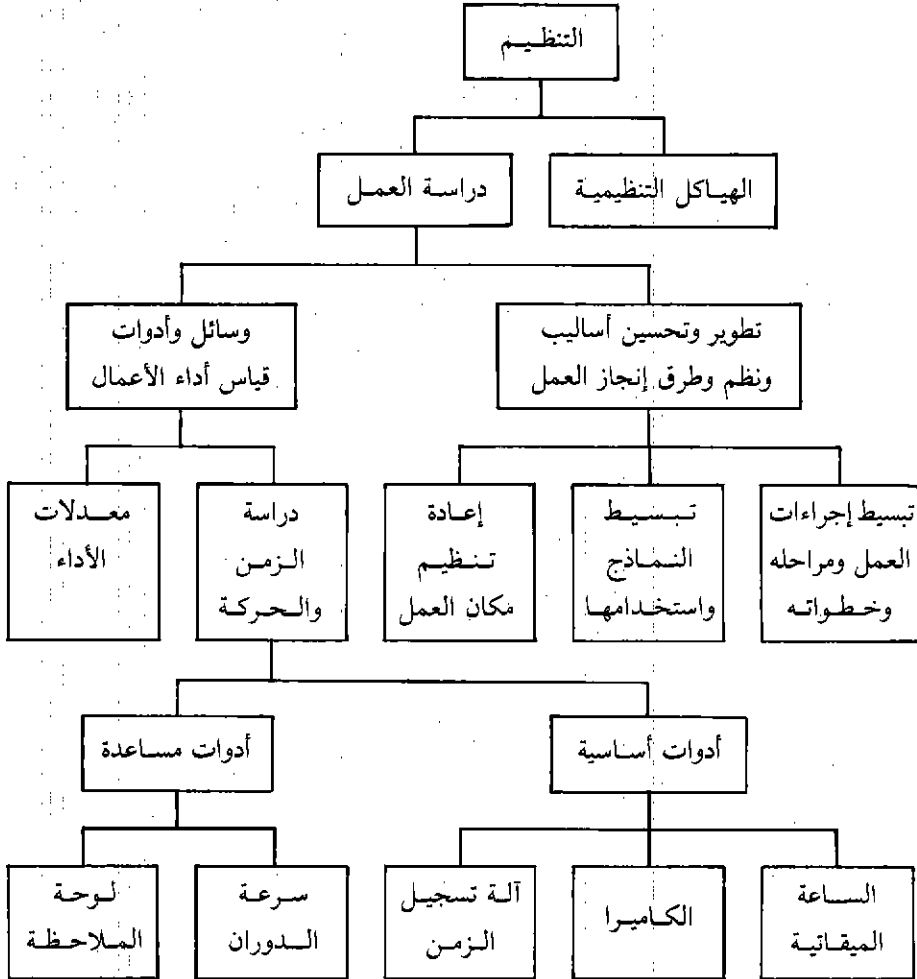 التنظيم
الهياكل التنظيمية
دراسة العمل
تطوير وتحسين أساليب
ونظم وطرق إنجاز العمل
وسائل وأدوات
قياس أداء الأعمال
تبسيط إجراءات
العمل ومراحله
وخطواته
تبسيط
النماذج
واستخدامها
إعادة
تنظيم
مكان العمل
دراسة
الزمن
والحركة
معدلات
الأداء
أدوات أساسية
أدوات مساعدة
الساعة
الميقاتية
الكاميرا
آلة تسجيل
الزمن
سرعة
الدوران
لوحة
الملاحظة